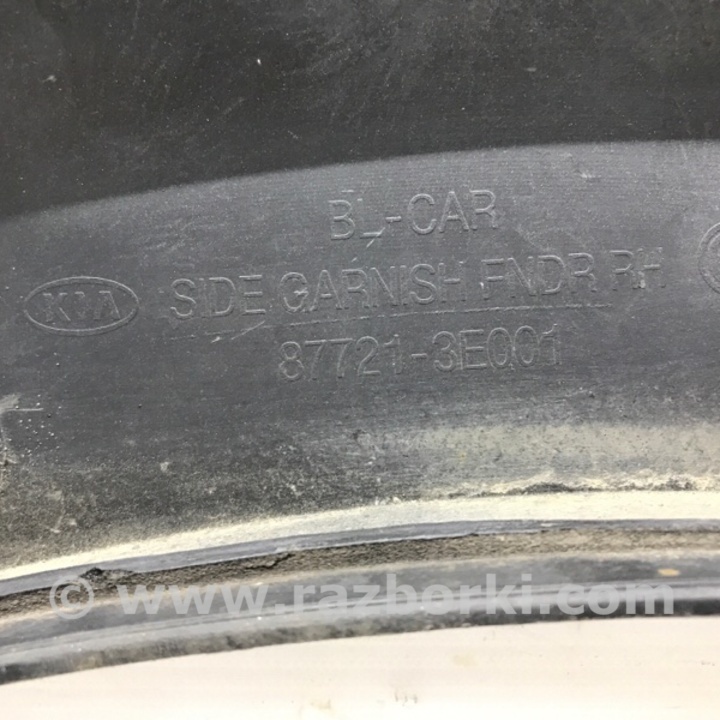 BL-CAR
KIA SIDE GARNISH FNDR RH
87721-3E001
© www.razborki.com